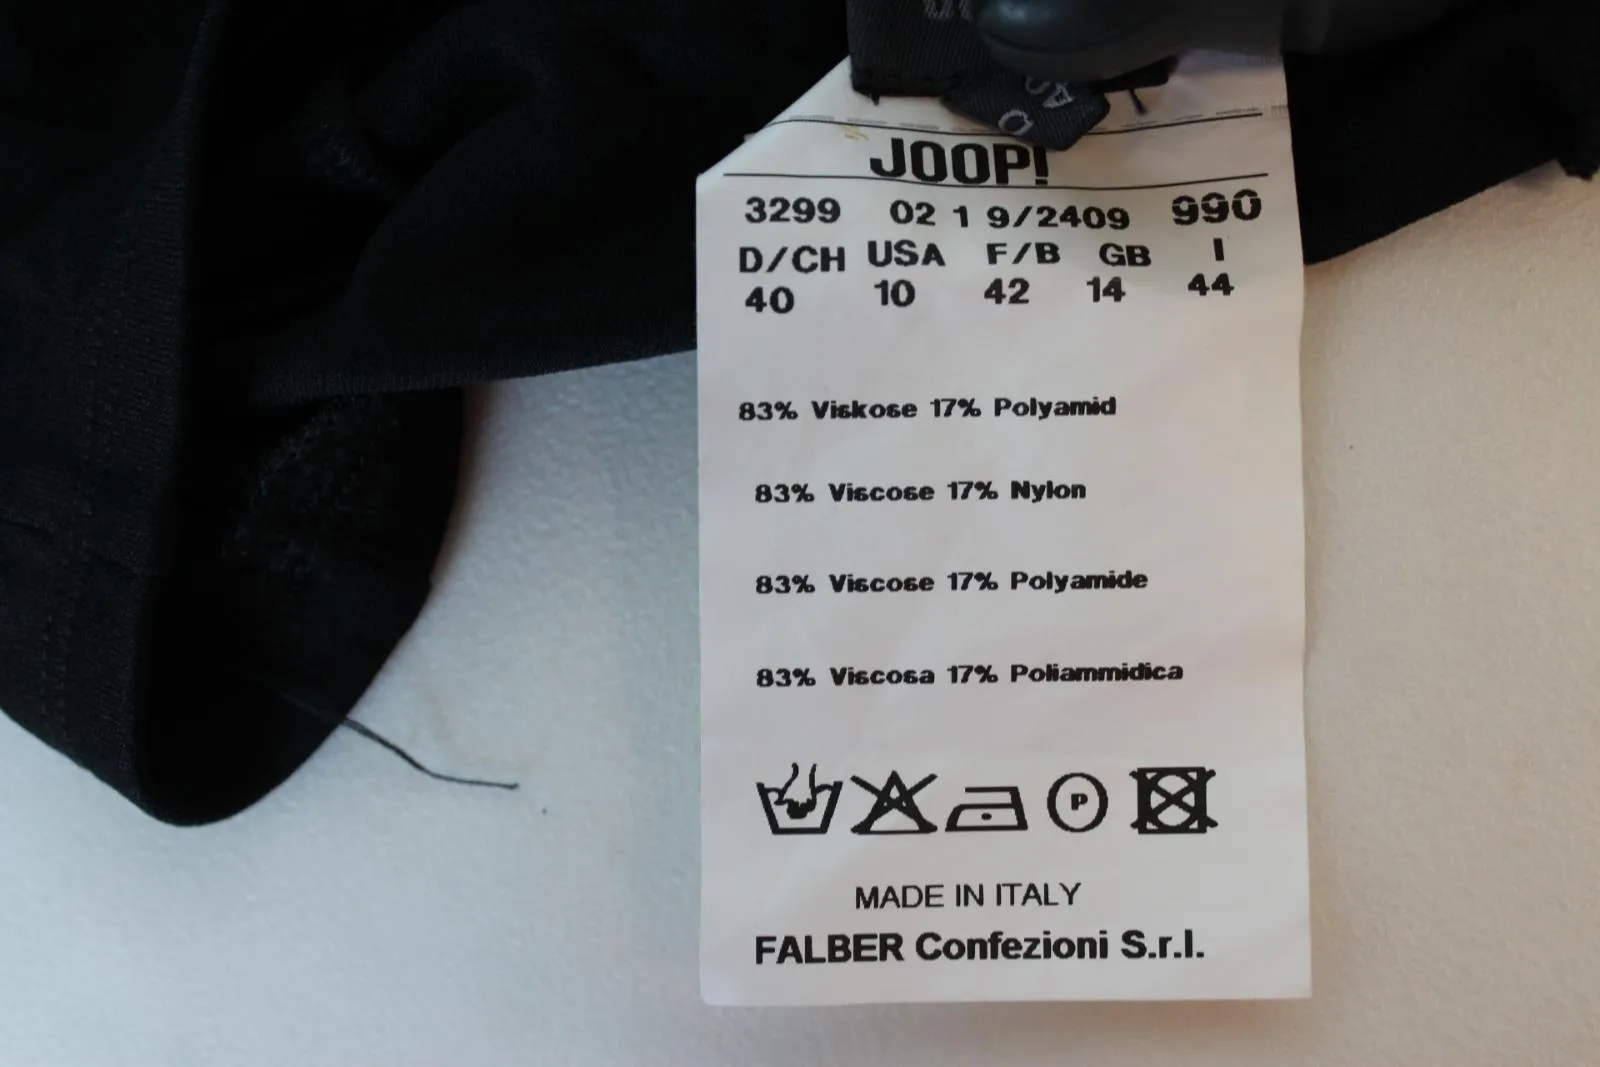 JOOP!
3299 02 1 9/2409 990
D/CH USA F/B GB I
40 10 42 14 44
83% Viskose 17% Polyamid
83% Viscose 17% Nylon
83% Viscose 17% Polyamide
83% Viscosa 17% Poliammidica
P
MADE IN ITALY
FALBER Confezioni S.r.l.